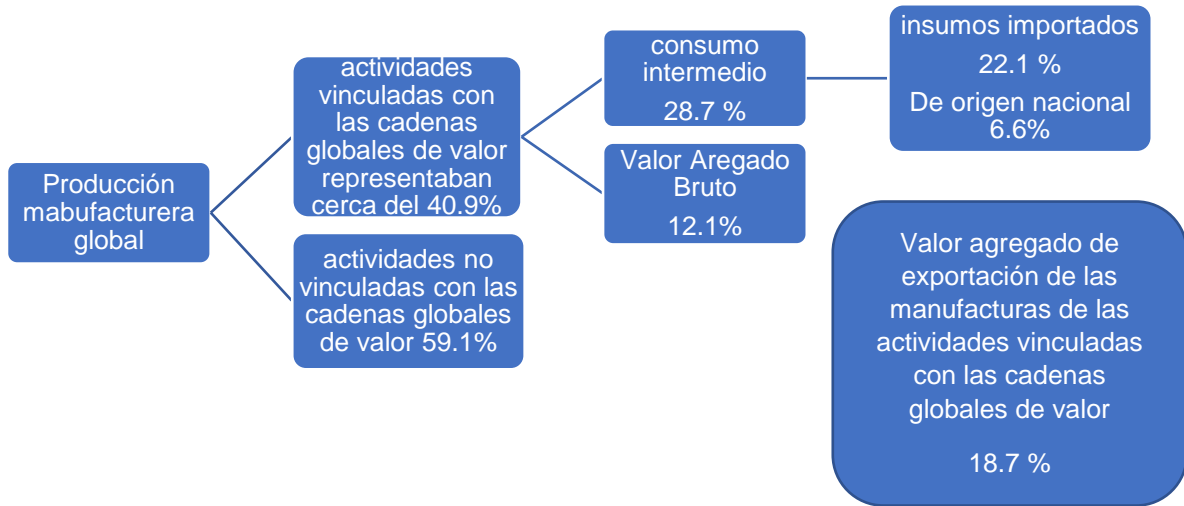 Producción
mabufacturera
global
actividades
vinculadas con
las cadenas
globales de valor
representaban
cerca del 40.9%
actividades no
vinculadas con las
cadenas globales
de valor 59.1%
consumo
intermedio
28.7 %
Valor Aregado
Bruto
12.1%
insumos importados
22.1 %
De origen nacional
6.6%
Valor agregado de
exportación de las
manufacturas de las
actividades vinculadas
con las cadenas
globales de valor
18.7 %